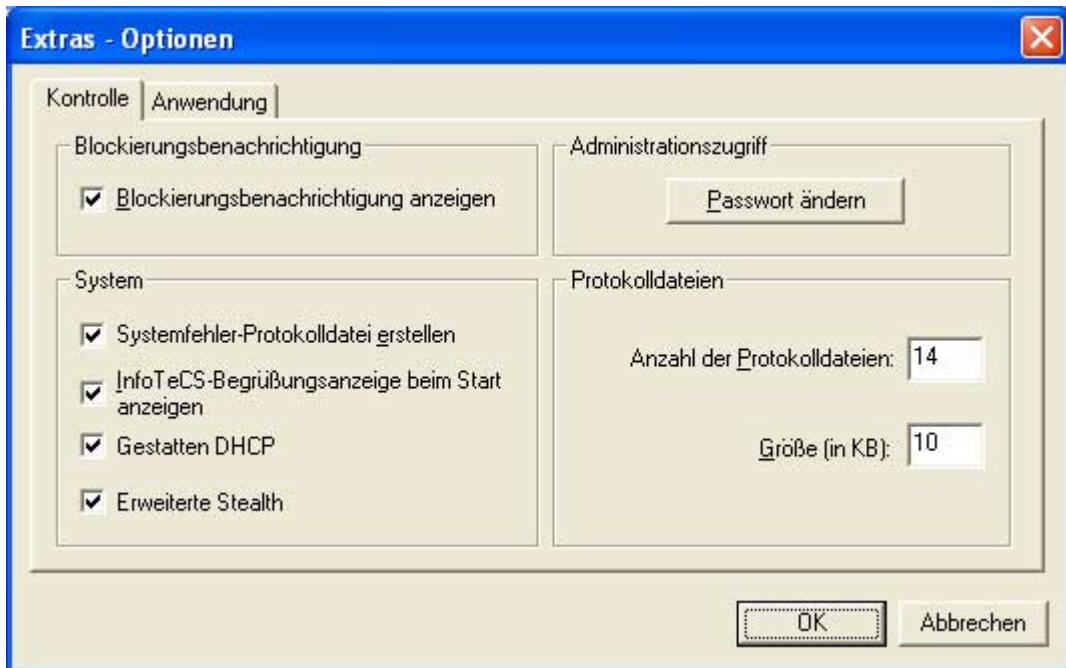 Extras - Optionen
Kontrolle
Anwendung
Blockierungsbenachrichtigung
Blockierungsbenachrichtigung anzeigen
Administrationszugriff
Passwort ändern
System
Systemfehler-Protokolldatei erstellen
InfoTeCS-Begrüßungsanzeige beim Start
anzeigen
Gestatten DHCP
Erweiterte Stealth
Protokolldateien
Anzahl der Protokolldateien: 14
Größe (in KB): 10
OK
Abbrechen